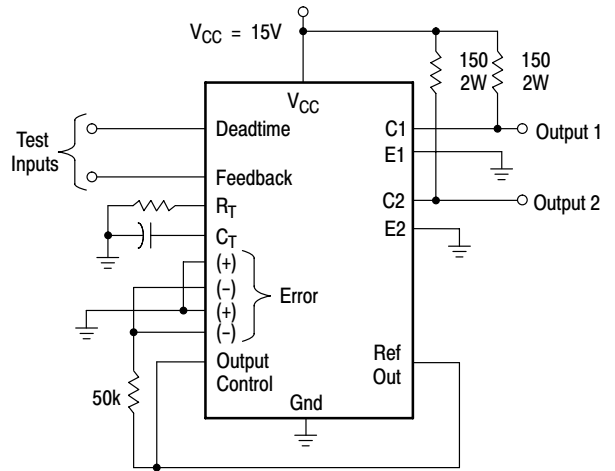 V_CC = 15V
150
2W
150
2W
V_CC
Test
Inputs
Deadtime
Feedback
R_T
C_T
(+)
(–)
(+)
(–)
Error
Output
Control
50k
Gnd
C1
E1
C2
E2
Ref
Out
Output 1
Output 2